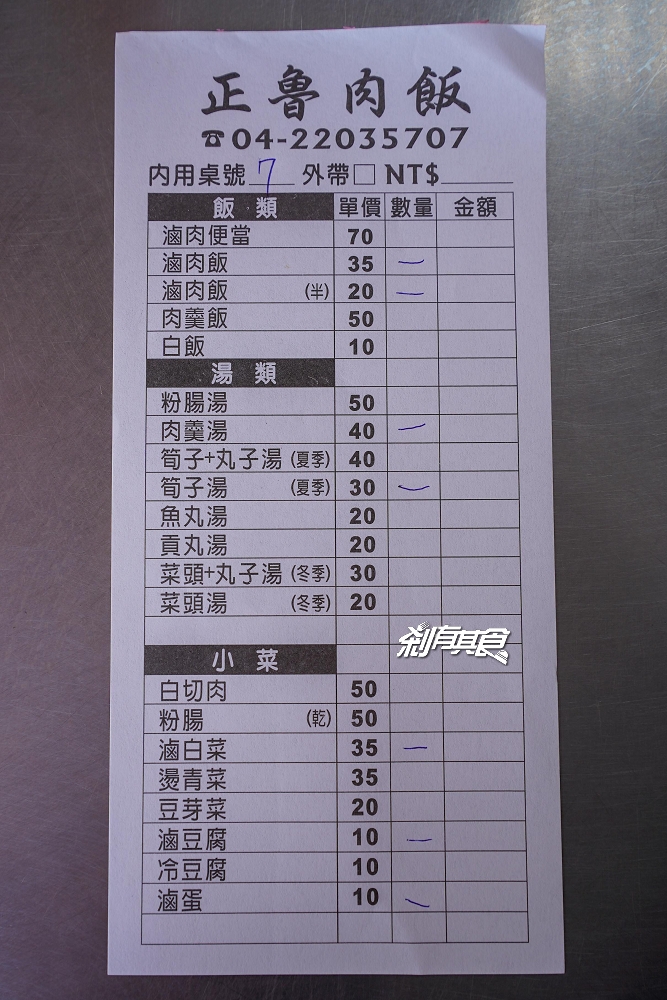 正魯肉飯
☎04-22035707
內用桌號 7 外帶□ NT$
飯類 單價 數量 金額
滷肉便當 70
滷肉飯 35 一
滷肉飯 (半) 20 一
肉羹飯 50
白飯 10
湯類
粉腸湯 50
肉羹湯 40 一
筍子+丸子湯 (夏季) 40
筍子湯 (夏季) 30 一
魚丸湯 20
貢丸湯 20
菜頭+丸子湯 (冬季) 30
菜頭湯 (冬季) 20
剎有其食
小菜
白切肉 50
粉腸 (乾) 50
滷白菜 35 一
燙青菜 35
豆芽菜 20
滷豆腐 10 一
冷豆腐 10
滷蛋 10 一